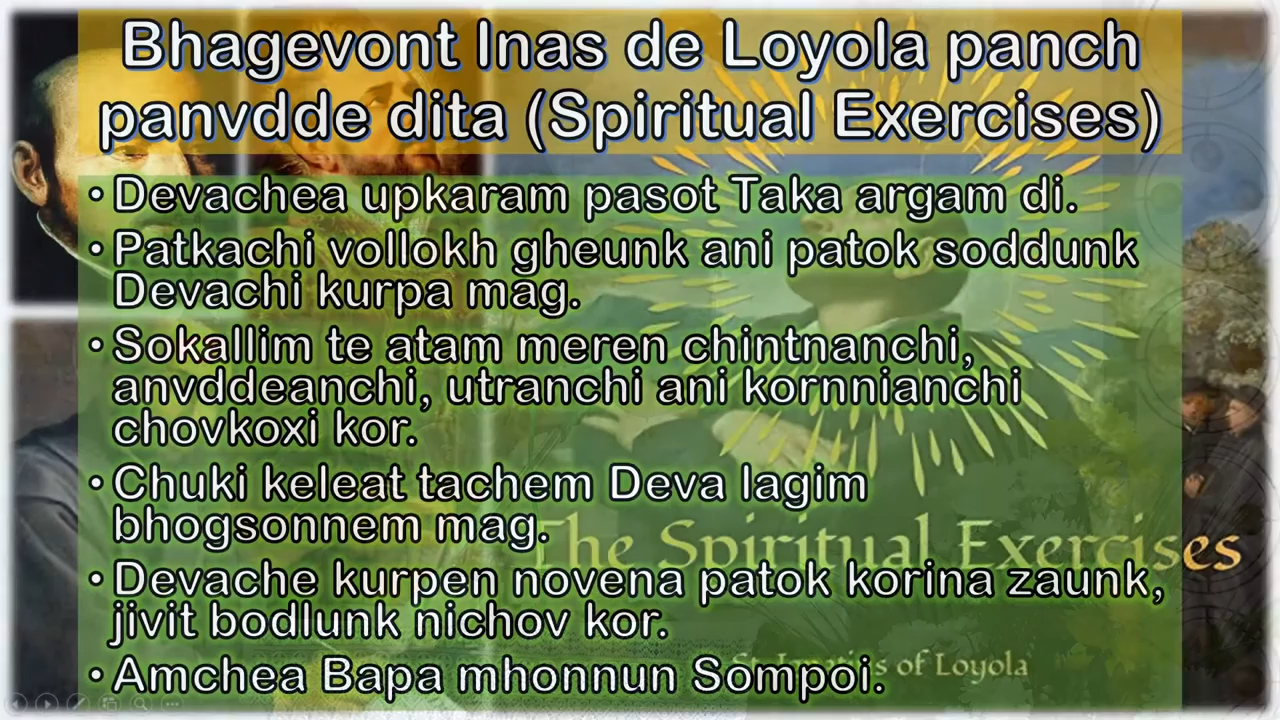 Bhagevont Inas de Loyola panch
panvdde dita (Spiritual Exercises)
• Devachea upkaram pasot Taka argam di.
• Patkachi vollokh gheunk ani patok soddunk
Devachi kurpa mag.
• Sokallim te atam meren chintnanchi,
anvddeanchi, utranchi ani kornnianchi
chovkoxi kor.
• Chuki keleat tachem Deva lagim
bhogsonnem mag.
The Spiritual Exercises
• Devache kurpen novena patok korina zaunk,
jivit bodlunk nichov kor.
• Amchea Bapa mhonnun Sompoi.
of Loyola